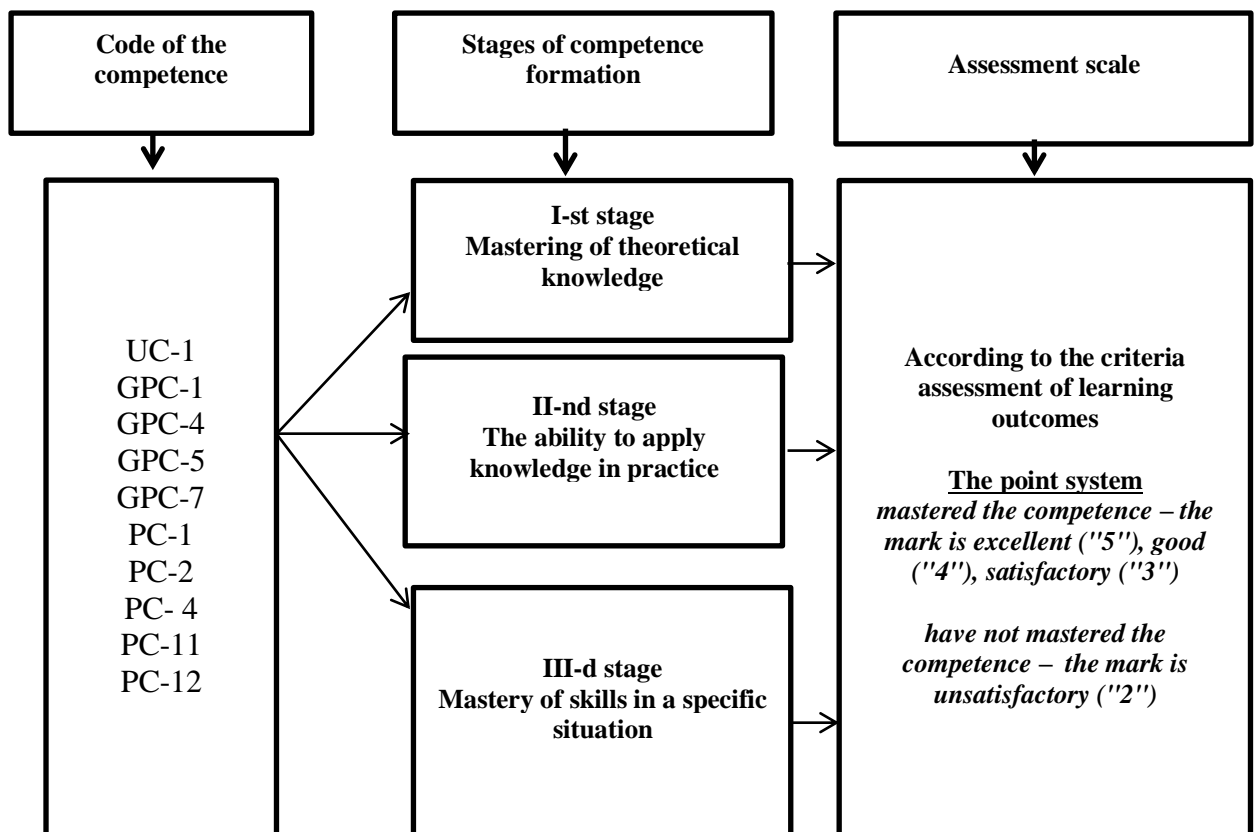 Code of the
competence
Stages of competence
formation
Assessment scale
UC-1
GPC-1
GPC-4
GPC-5
GPC-7
PC-1
PC-2
PC- 4
PC-11
PC-12
I-st stage
Mastering of theoretical
knowledge
II-nd stage
The ability to apply
knowledge in practice
III-d stage
Mastery of skills in a specific
situation
According to the criteria
assessment of learning
outcomes
The point system
mastered the competence – the
mark is excellent ("5"), good
("4"), satisfactory ("3")
have not mastered the
competence – the mark is
unsatisfactory ("2")